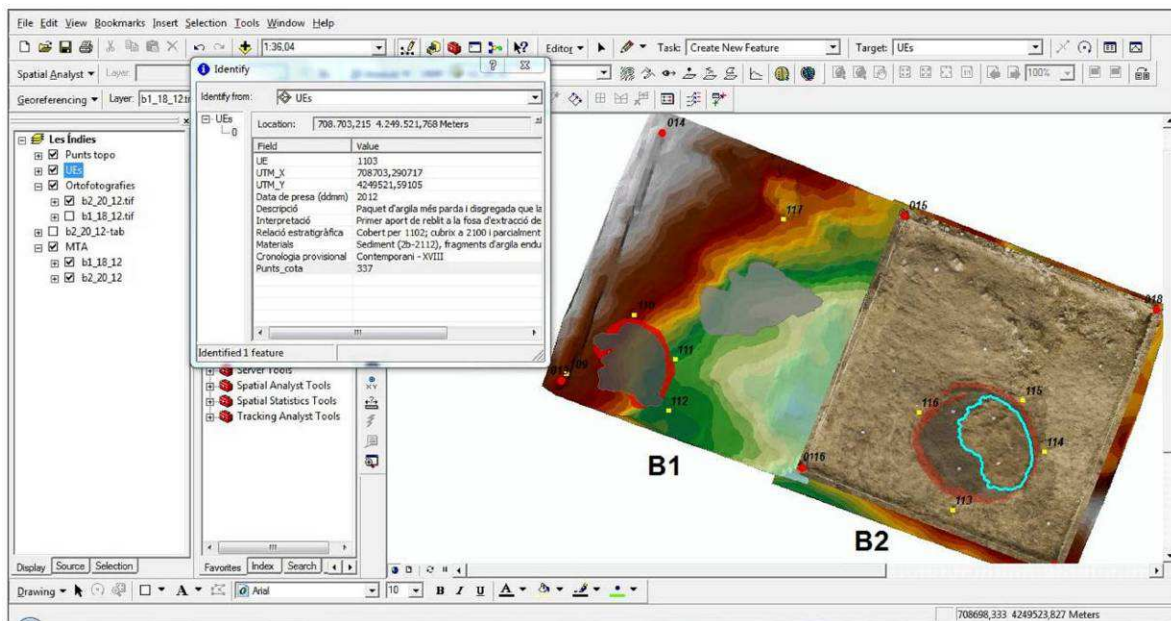 File Edit View Bookmarks Insert Selection Tools Window Help
1:36,04 Editor Task: Create New Feature Target: UEs
Spatial Analyst Layer: 100%
Georeferencing Layer: b1_18_12.tif
Identify
Identify from: UEs
UEs
0
Location: 708.703,215 4.249.521,768 Meters
Field Value
UE 1103
UTM_X 708703,290717
UTM_Y 4249521,59105
Data de presa (ddmm) 2012
Descripció Paquet d'argila més parda i disgregada que la
Interpretació Primer aport de reblit a la fosa d'extracció de
Relació estratigràfica Cobert per 1102; cubrix a 2100 i parcialment
Materials Sediment (2b-2112), fragments d'argila endu
Cronologia provisional Contemporani - XVIII
Punts_cota 337
Identified 1 feature
Les Índies
Punts topo
UEs
Ortofotografies
b2_20_12.tif
b1_18_12.tif
b2_20_12-tab
MTA
b1_18_12
b2_20_12
Server Tools
Spatial Analyst Tools
Spatial Statistics Tools
Tracking Analyst Tools
014
117
015
018
110
111
109
112
115
116
114
113
B1
B2
Display Source Selection
Favorites Index Search
Drawing A Arial 10 B I U A
708698,333 4249523,827 Meters